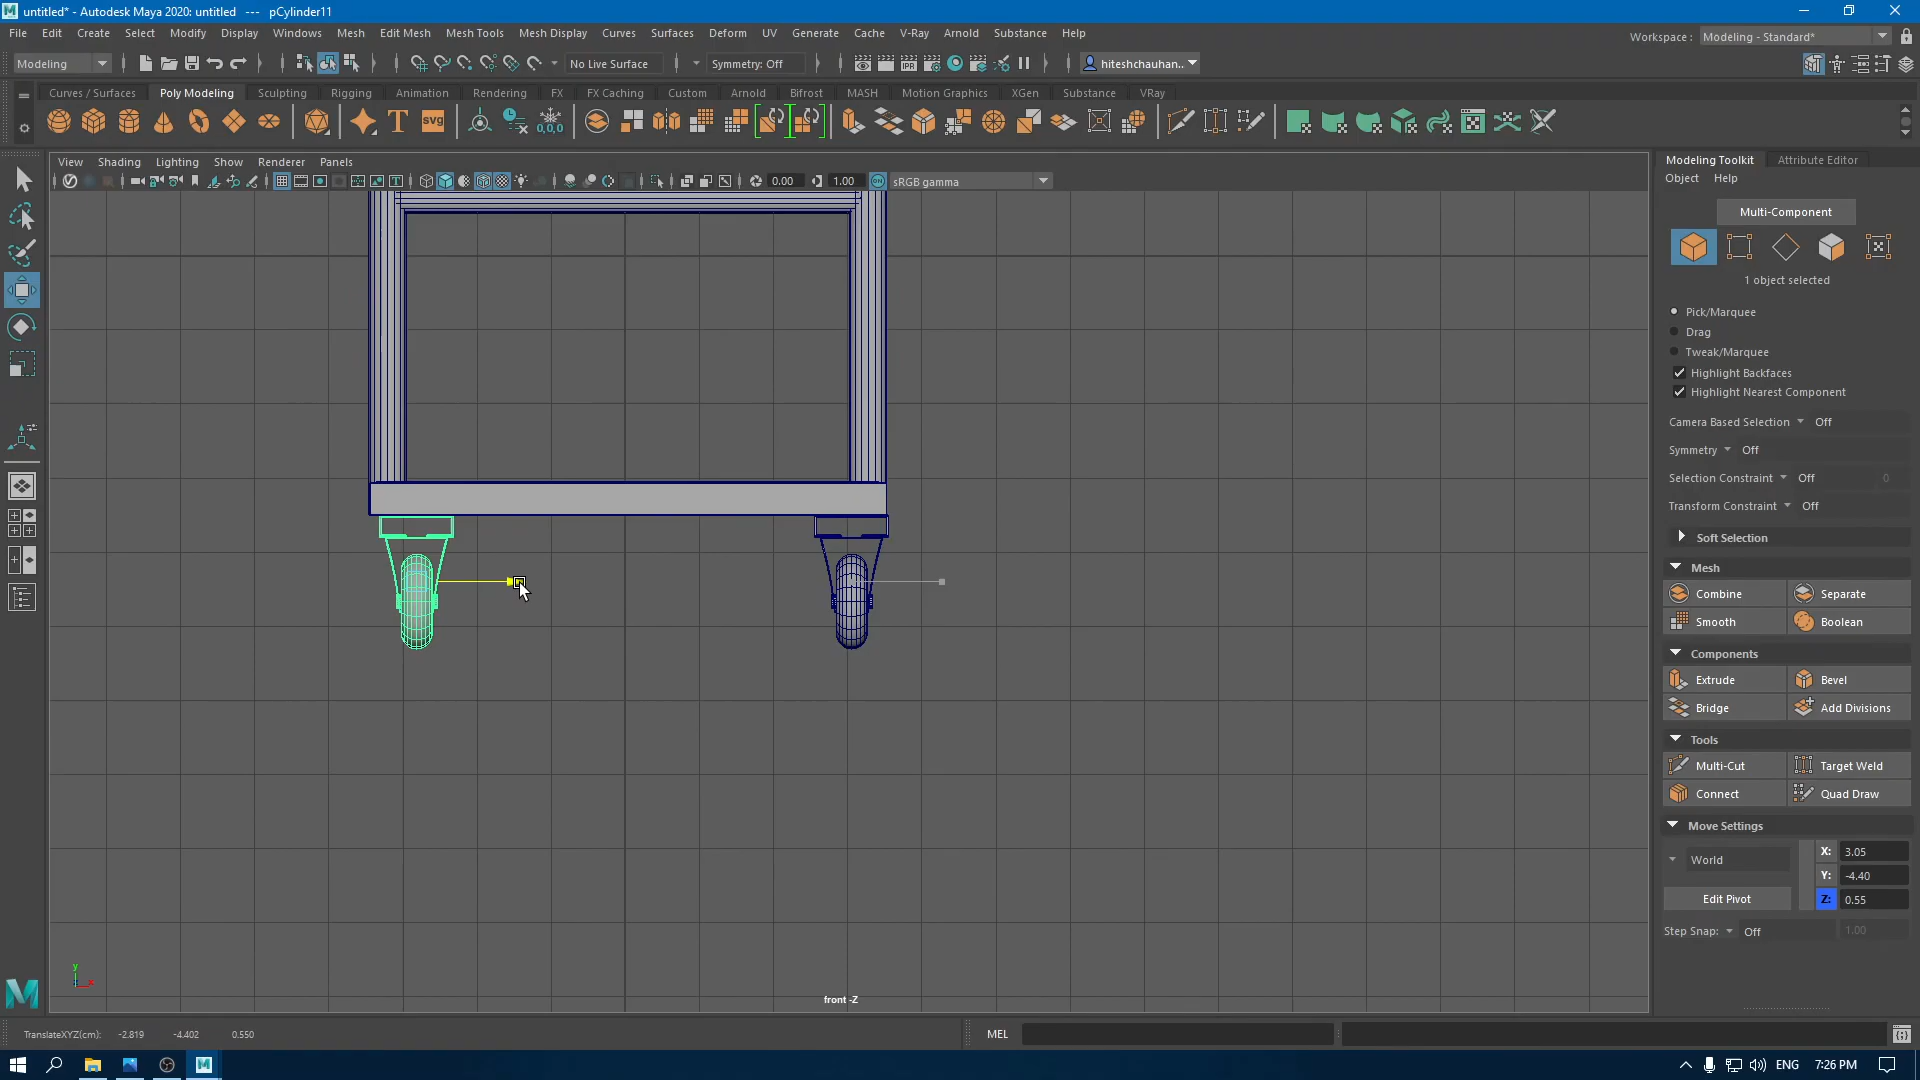 untitled* - Autodesk Maya 2020: untitled --- pCylinder11
File Edit Create Select Modify Display Windows Mesh Edit Mesh Mesh Tools Mesh Display Curves Surfaces Deform UV Generate Cache V-Ray Arnold Substance Help
Workspace : Modeling - Standard*
Modeling No Live Surface Symmetry: Off hiteshchauhan..
Curves / Surfaces Poly Modeling Sculpting Rigging Animation Rendering FX FX Caching Custom Arnold Bifrost MASH Motion Graphics XGen Substance VRay
View Shading Lighting Show Renderer Panels
0.00 1.00 sRGB gamma
Modeling Toolkit Attribute Editor
Object Help
Multi-Component
1 object selected
Pick/Marquee
Drag
Tweak/Marquee
Highlight Backfaces
Highlight Nearest Component
Camera Based Selection Off
Symmetry Off
Selection Constraint Off 0
Transform Constraint Off
Soft Selection
Mesh
Combine Separate
Smooth Boolean
Components
Extrude Bevel
Bridge Add Divisions
Tools
Multi-Cut Target Weld
Connect Quad Draw
Move Settings
World X: 3.05
Y: -4.40
Edit Pivot Z: 0.55
Step Snap: Off 1.00
y
x
front -Z
TranslateXYZ(cm): -2.819 -4.402 0.550
MEL
ENG 7:26 PM